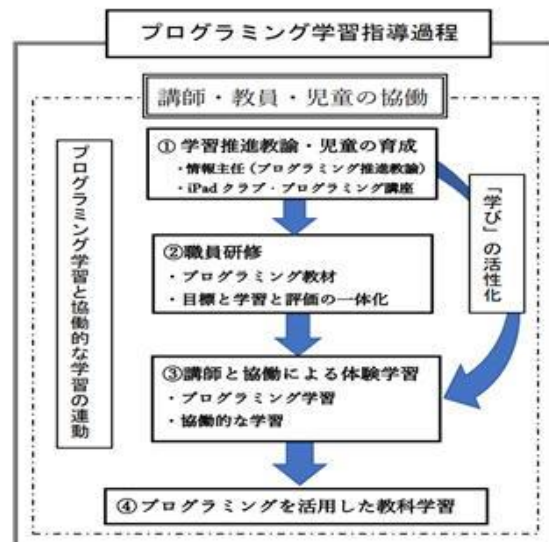 プログラミング学習指導過程
講師・教員・児童の協働
プログラミング学習と協働的な学習の連動
① 学習推進教諭・児童の育成
・情報主任（プログラミング推進教諭）
・iPadクラブ・プログラミング講座
「学び」の活性化
②職員研修
・プログラミング教材
・目標と学習と評価の一体化
③講師と協働による体験学習
・プログラミング学習
・協働的な学習
④プログラミングを活用した教科学習